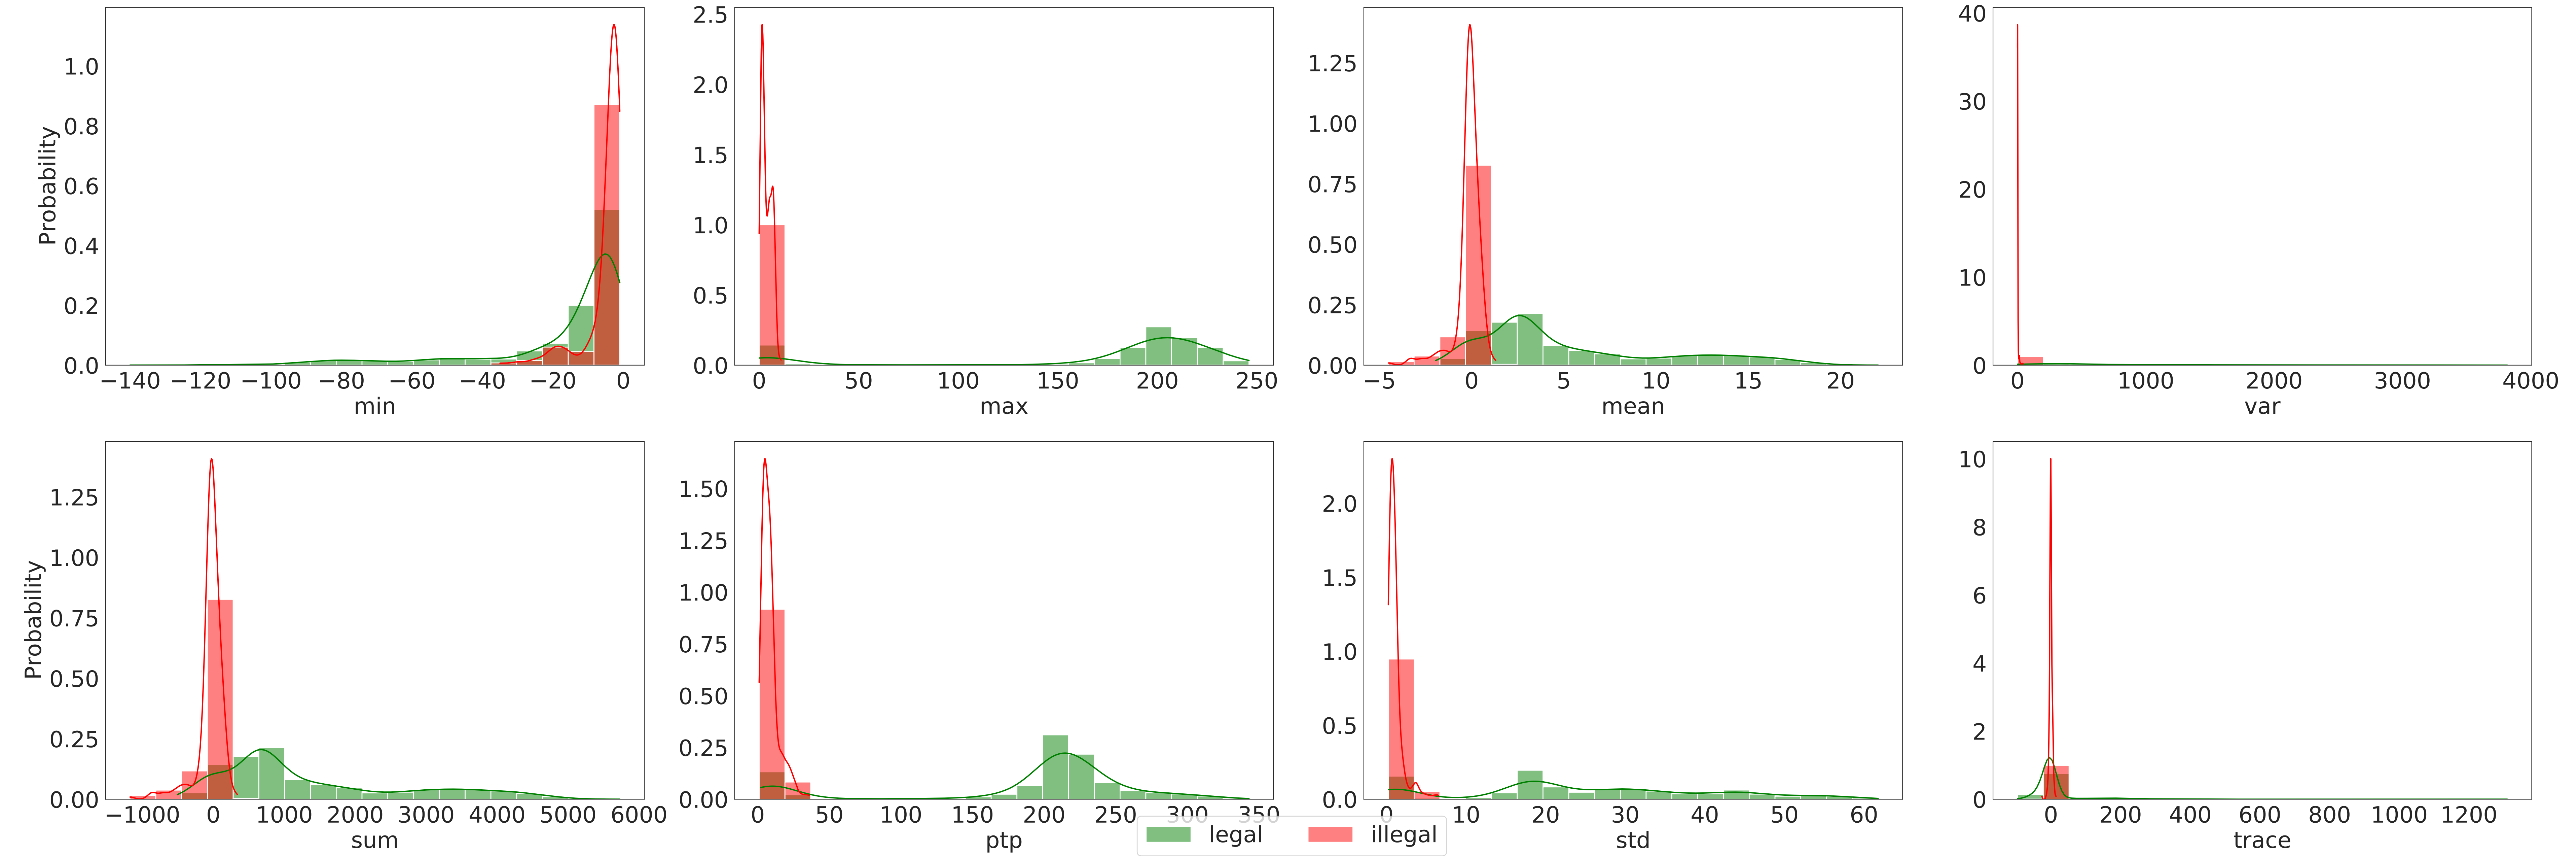 Probability
1.0
0.8
0.6
0.4
0.2
0.0
−140 −120 −100 −80 −60 −40 −20 0
min
2.5
2.0
1.5
1.0
0.5
0.0
0 50 100 150 200 250
max
1.25
1.00
0.75
0.50
0.25
0.00
−5 0 5 10 15 20
mean
40
30
20
10
0
0 1000 2000 3000 4000
var
Probability
1.25
1.00
0.75
0.50
0.25
0.00
−1000 0 1000 2000 3000 4000 5000 6000
sum
1.50
1.25
1.00
0.75
0.50
0.25
0.00
0 50 100 150 200 250 300 350
ptp
2.0
1.5
1.0
0.5
0.0
0 10 20 30 40 50 60
std
10
8
6
4
2
0
0 200 400 600 800 1000 1200
trace
legal illegal